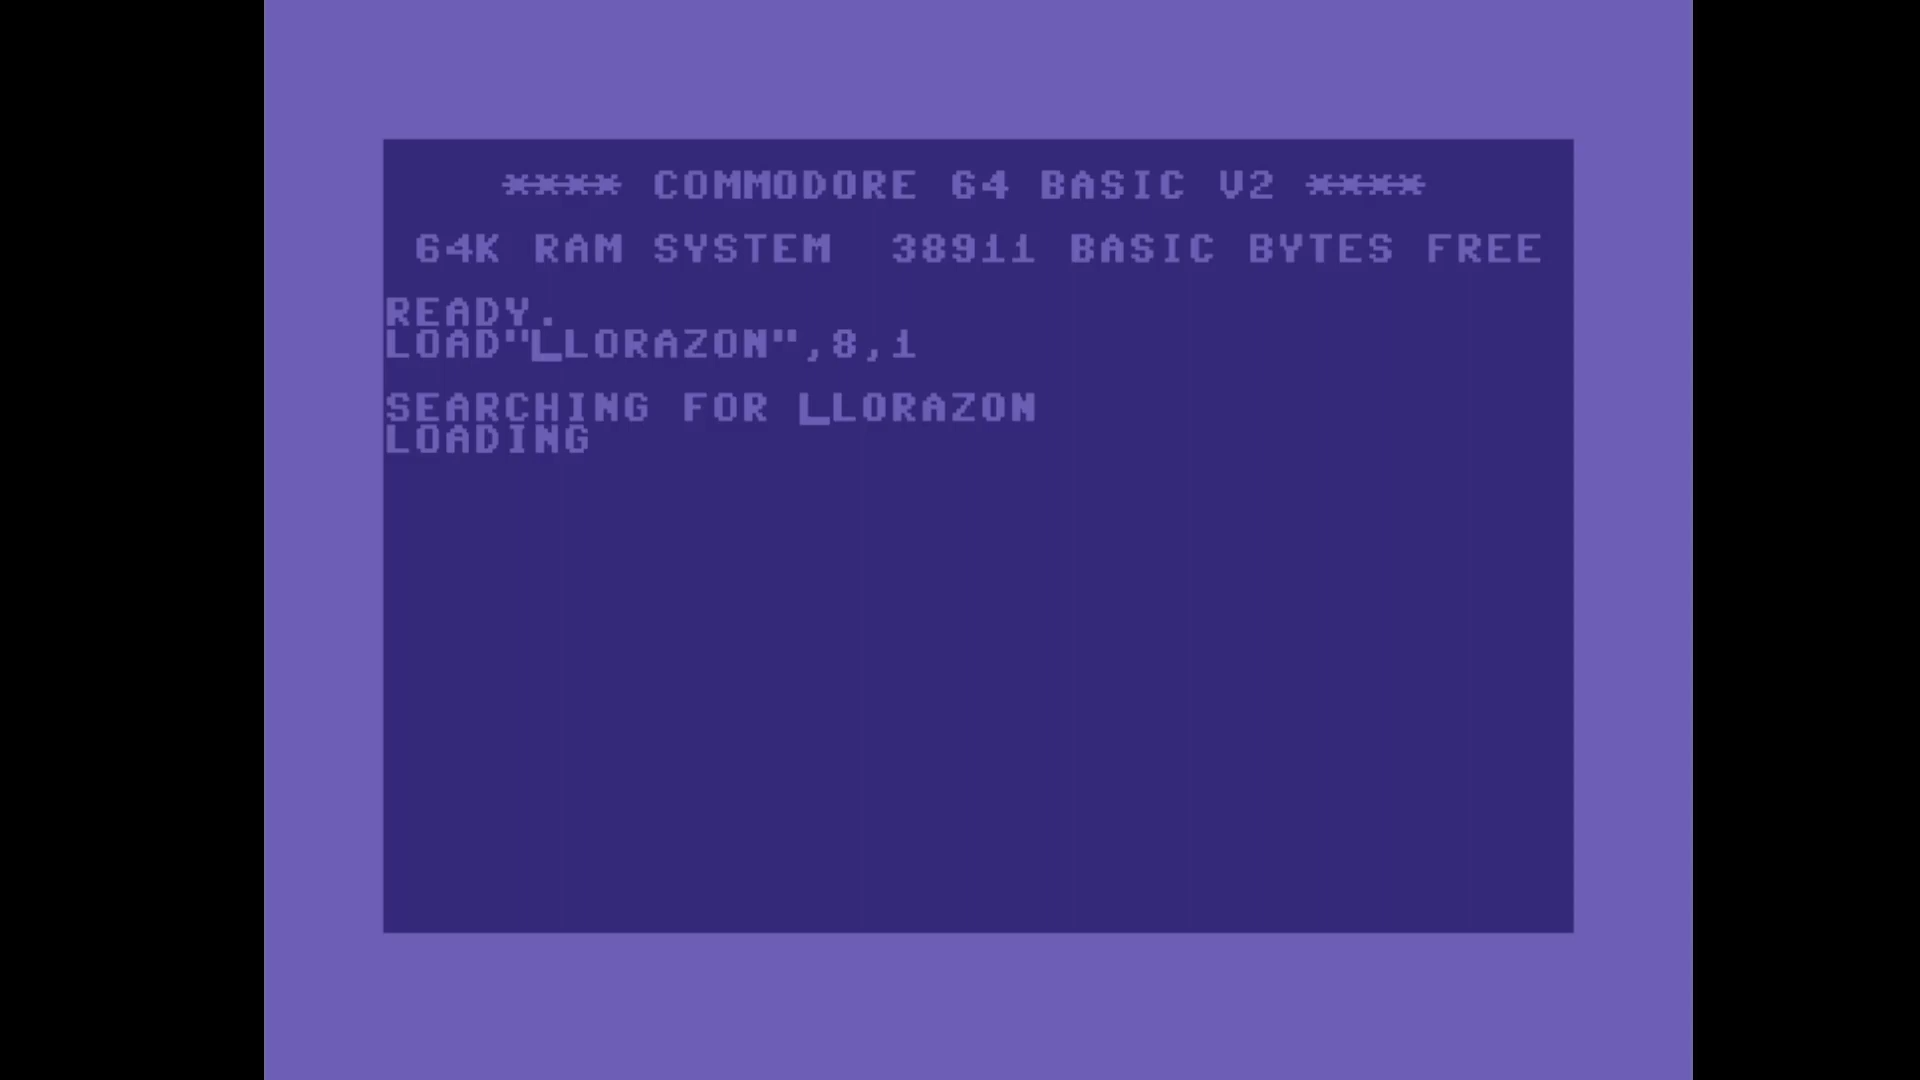 **** COMMODORE 64 BASIC V2 ****
64K RAM SYSTEM  38911 BASIC BYTES FREE
READY.
LOAD"LLORAZON",8,1
SEARCHING FOR LLORAZON
LOADING